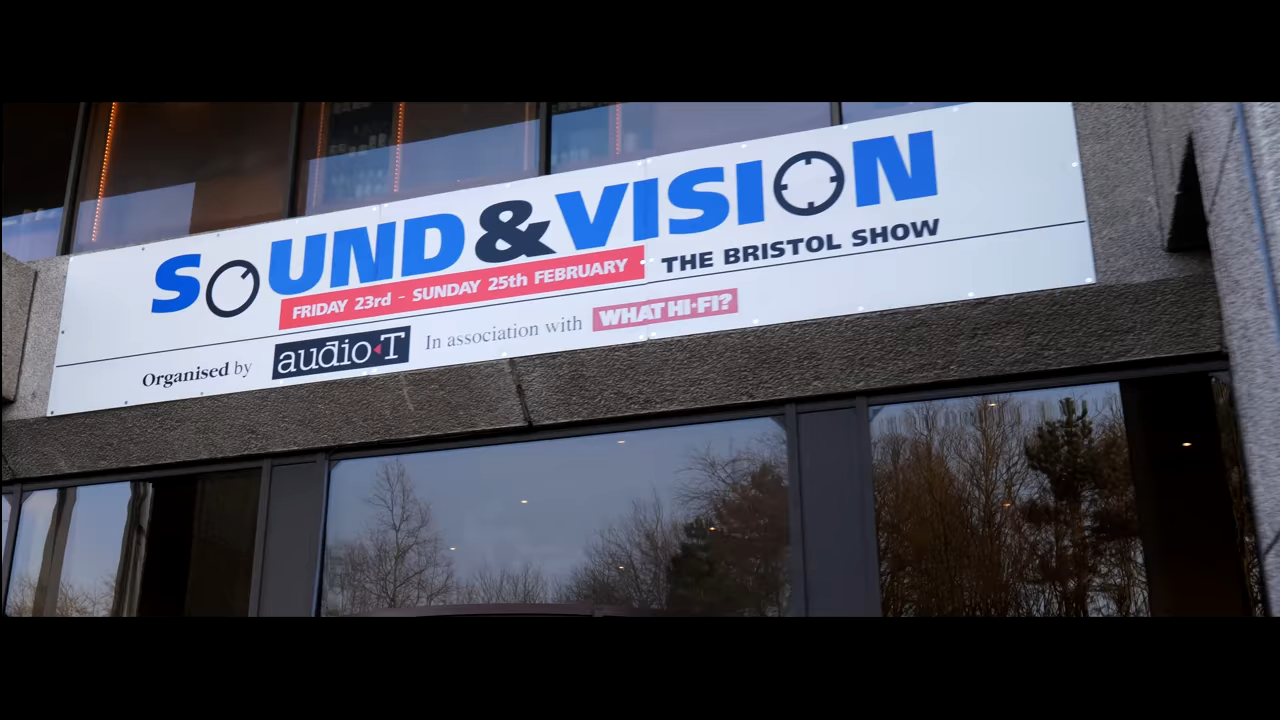 SOUND & VISION
FRIDAY 23rd - SUNDAY 25th FEBRUARY THE BRISTOL SHOW
Organised by audio T In association with WHAT HI-FI?